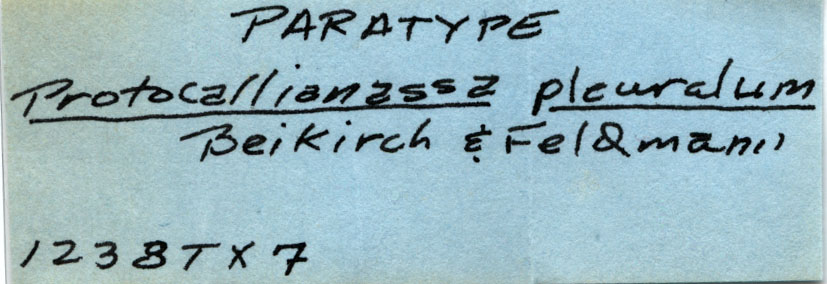 PARATYPE
Protocallianassa pleuralum
Beikirch & Feldmann
1238TX7